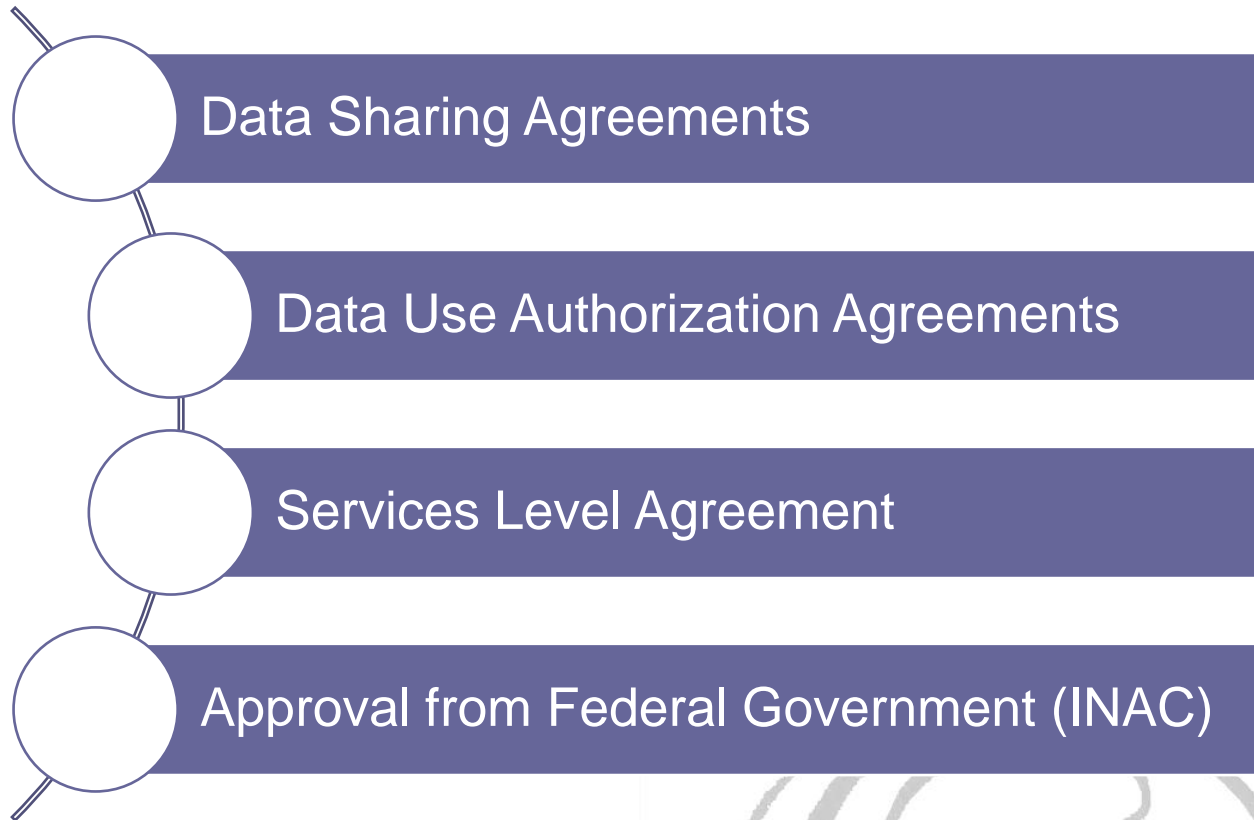 Data Sharing Agreements
Data Use Authorization Agreements
Services Level Agreement
Approval from Federal Government (INAC)